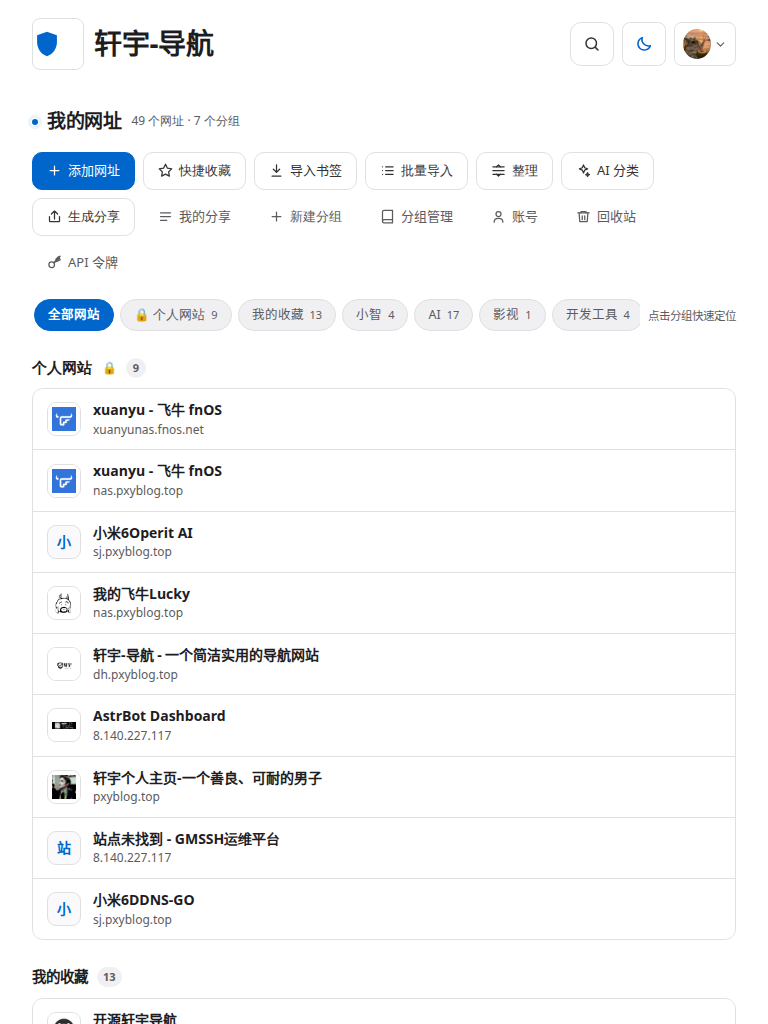 轩宇-导航
我的网址 49 个网址 · 7 个分组
添加网址 快捷收藏 导入书签 批量导入 整理 AI 分类
生成分享 我的分享 新建分组 分组管理 账号 回收站
API 令牌
全部网站 个人网站 9 我的收藏 13 小智 4 AI 17 影视 1 开发工具 4 点击分组快速定位
个人网站 9
xuanyu - 飞牛 fnOS
xuanyunas.fnos.net
xuanyu - 飞牛 fnOS
nas.pxyblog.top
小
小米6Operit AI
sj.pxyblog.top
我的飞牛Lucky
nas.pxyblog.top
轩宇-导航 - 一个简洁实用的导航网站
dh.pxyblog.top
AstrBot Dashboard
8.140.227.117
轩宇个人主页-一个善良、可耐的男子
pxyblog.top
站
站点未找到 - GMSSH运维平台
8.140.227.117
小
小米6DDNS-GO
sj.pxyblog.top
我的收藏 13
开源轩宇导航